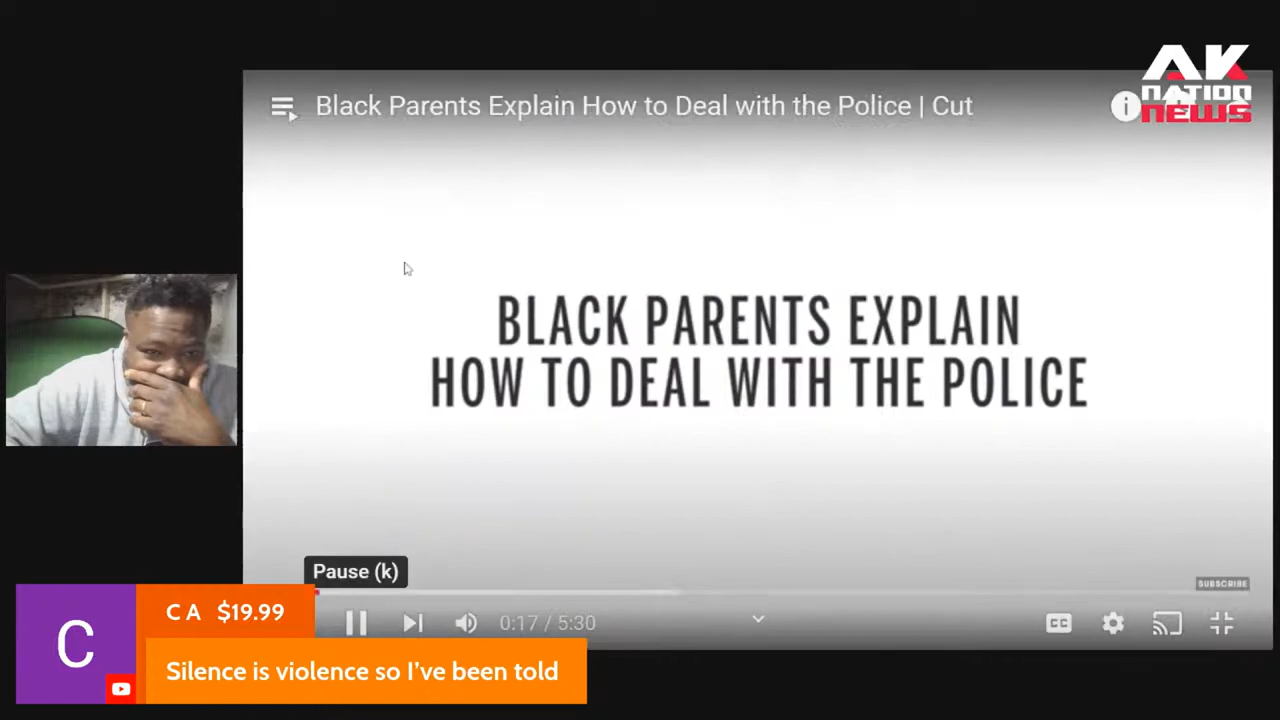 AK
NATION
NEWS
Black Parents Explain How to Deal with the Police | Cut
BLACK PARENTS EXPLAIN
HOW TO DEAL WITH THE POLICE
Pause (k)
SUBSCRIBE
0:17 / 5:30
CC
C
C A $19.99
Silence is violence so I've been told